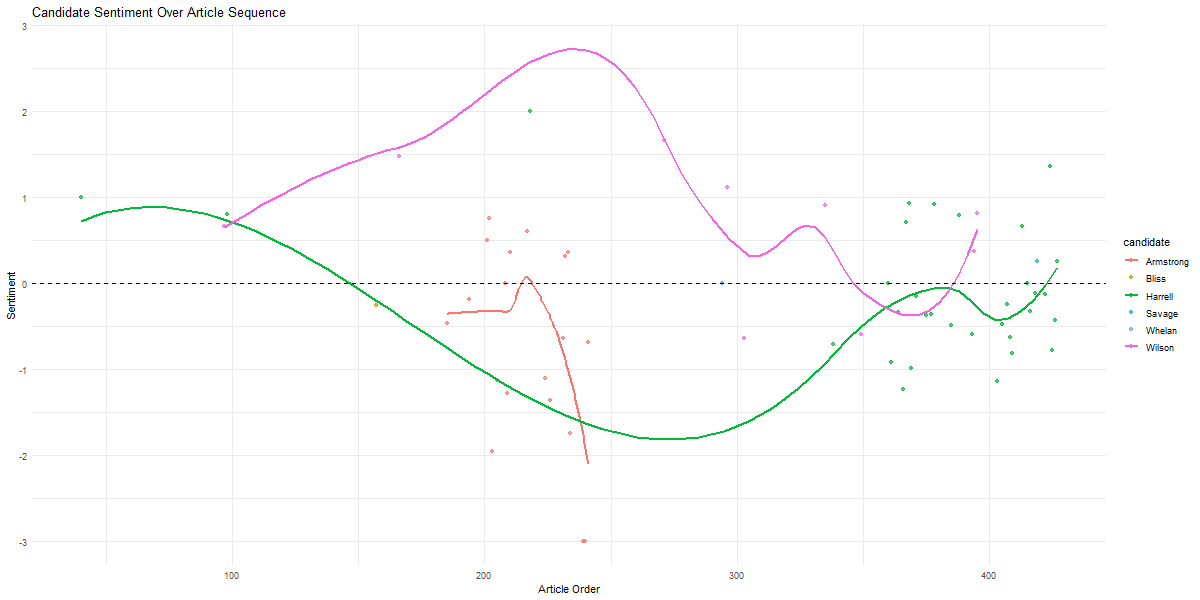 Candidate Sentiment Over Article Sequence
3
2
1
0
-1
-2
-3
Sentiment
100
200
300
400
Article Order
candidate
Armstrong
Bliss
Harrell
Savage
Whelan
Wilson